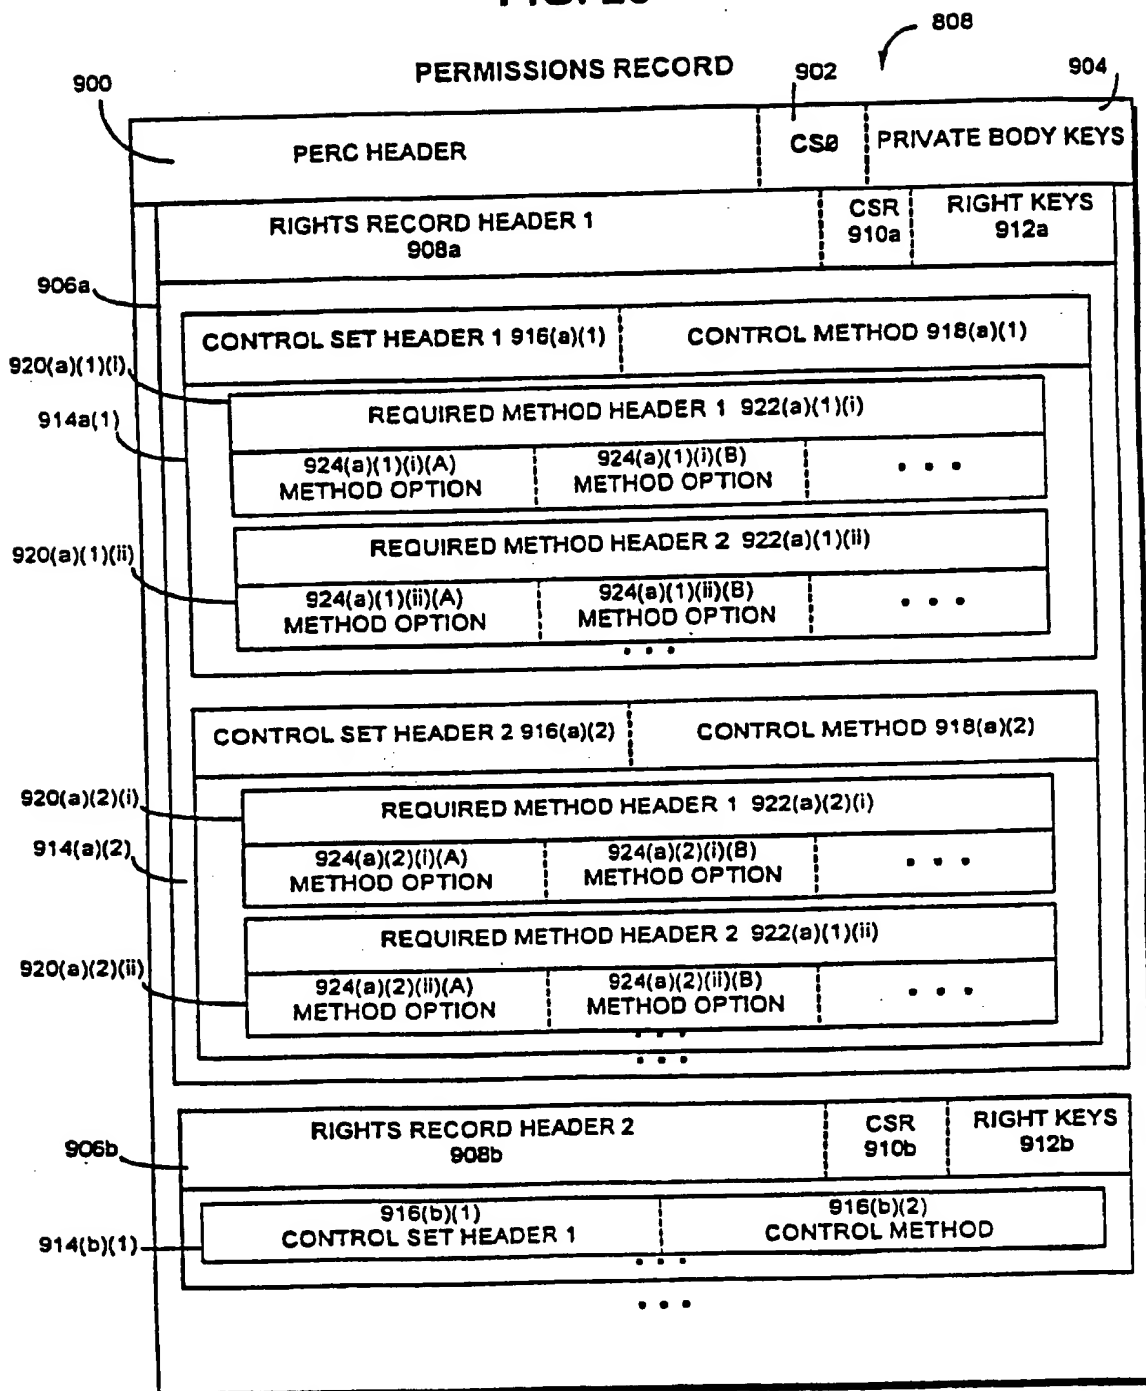 808
PERMISSIONS RECORD
900
902
904
PERC HEADER
CS0
PRIVATE BODY KEYS
RIGHTS RECORD HEADER 1
908a
CSR
910a
RIGHT KEYS
912a
906a
CONTROL SET HEADER 1 916(a)(1)
CONTROL METHOD 918(a)(1)
920(a)(1)(i)
914a(1)
REQUIRED METHOD HEADER 1 922(a)(1)(i)
924(a)(1)(i)(A)
METHOD OPTION
924(a)(1)(i)(B)
METHOD OPTION
• • •
920(a)(1)(ii)
REQUIRED METHOD HEADER 2 922(a)(1)(ii)
924(a)(1)(ii)(A)
METHOD OPTION
924(a)(1)(ii)(B)
METHOD OPTION
• • •
• • •
CONTROL SET HEADER 2 916(a)(2)
CONTROL METHOD 918(a)(2)
920(a)(2)(i)
914(a)(2)
REQUIRED METHOD HEADER 1 922(a)(2)(i)
924(a)(2)(i)(A)
METHOD OPTION
924(a)(2)(i)(B)
METHOD OPTION
• • •
920(a)(2)(ii)
REQUIRED METHOD HEADER 2 922(a)(1)(ii)
924(a)(2)(ii)(A)
METHOD OPTION
924(a)(2)(ii)(B)
METHOD OPTION
• • •
• • •
• • •
906b
RIGHTS RECORD HEADER 2
908b
CSR
910b
RIGHT KEYS
912b
914(b)(1)
916(b)(1)
CONTROL SET HEADER 1
916(b)(2)
CONTROL METHOD
• • •
• • •